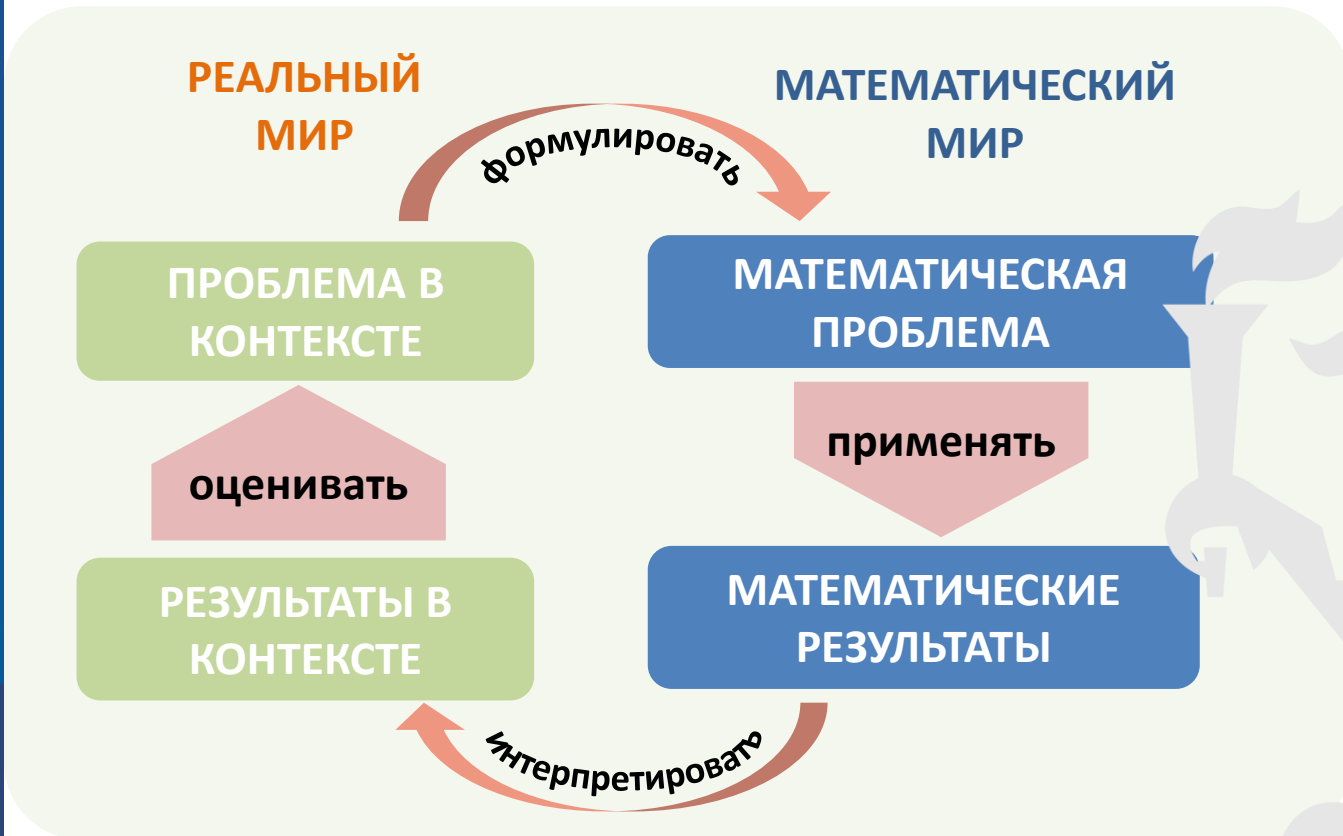 РЕАЛЬНЫЙ
МИР
МАТЕМАТИЧЕСКИЙ
МИР
формулировать
ПРОБЛЕМА В
КОНТЕКСТЕ
МАТЕМАТИЧЕСКАЯ
ПРОБЛЕМА
оценивать
применять
РЕЗУЛЬТАТЫ В
КОНТЕКСТЕ
МАТЕМАТИЧЕСКИЕ
РЕЗУЛЬТАТЫ
интерпретировать